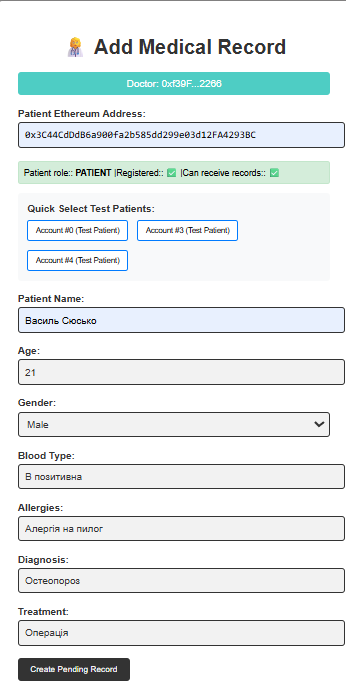 Add Medical Record
Doctor: 0xf39F...2266
Patient Ethereum Address:
0x3C44CdDdB6a900fa2b585dd299e03d12FA4293BC
Patient role:: PATIENT |Registered:: ✅ |Can receive records:: ✅
Quick Select Test Patients:
Account #0 (Test Patient) Account #3 (Test Patient)
Account #4 (Test Patient)
Patient Name:
Василь Сюсько
Age:
21
Gender:
Male
Blood Type:
В позитивна
Allergies:
Алергія на пилог
Diagnosis:
Остеопороз
Treatment:
Операція
Create Pending Record